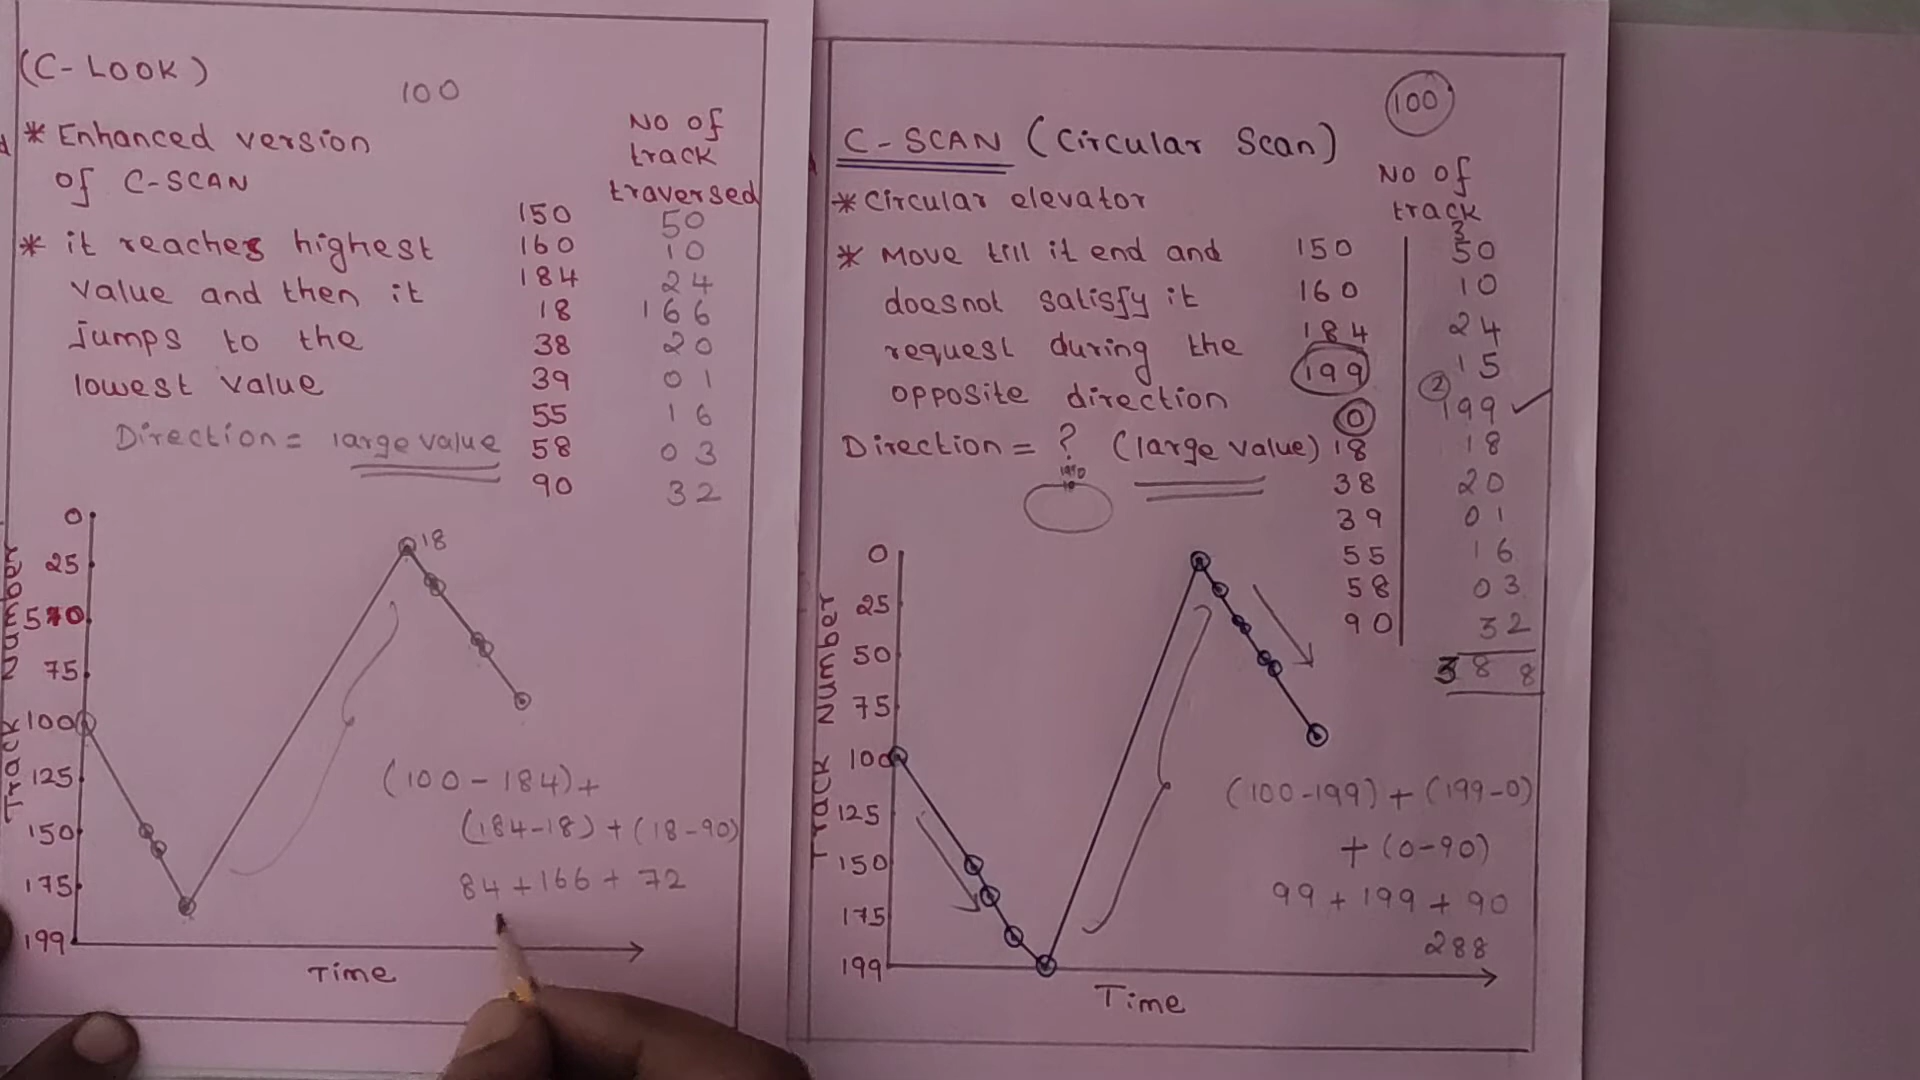 (C-LOOK)
100
* Enhanced version
of C-SCAN
* it reaches highest
value and then it
jumps to the
lowest value
Direction = large value
No of
track
traversed
150 50
160 10
184 24
18 166
38 20
39 01
55 16
58 03
90 32
Track Number
0
25
50
75
100
125
150
175
199
18
Time
(100-184)+
(184-18)+(18-90)
84+166+72
100
C-SCAN (Circular Scan)
* Circular elevator
* Move till it end and
doesnot satisfy it
request during the
opposite direction
Direction = ? (large value)
No of
track
3
150 50
160 10
184 24
199 15
2
0 199
18 18
38 20
39 01
55 16
58 03
90 32
388
Track Number
0
25
50
75
100
125
150
175
199
Time
(100-199)+(199-0)
+(0-90)
99+199+90
288